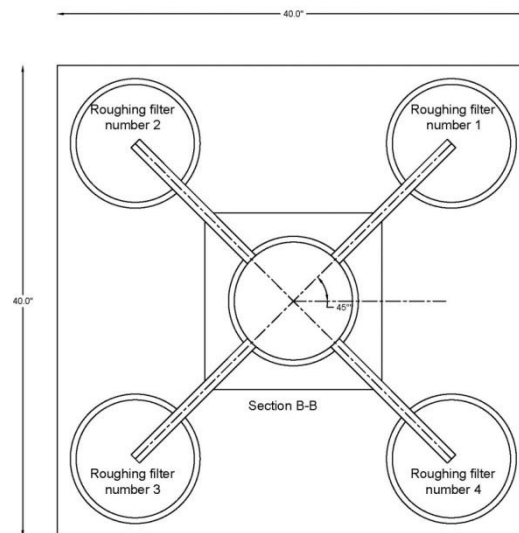 40.0"
Roughing filter
number 2
Roughing filter
number 1
40.0"
45°
Section B-B
Roughing filter
number 3
Roughing filter
number 4